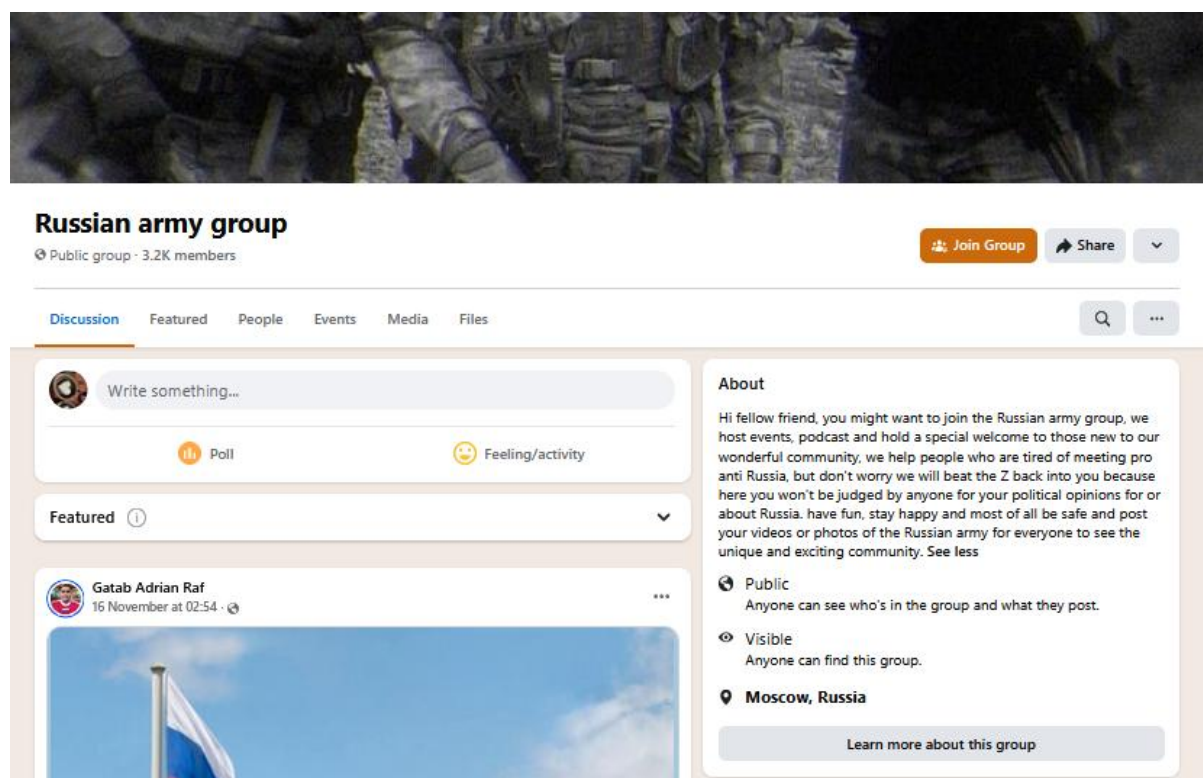 Russian army group
Public group · 3.2K members
Join Group
Share
Discussion
Featured
People
Events
Media
Files
Write something...
Poll
Feeling/activity
Featured
Gatab Adrian Raf
16 November at 02:54 ·
About
Hi fellow friend, you might want to join the Russian army group, we
host events, podcast and hold a special welcome to those new to our
wonderful community, we help people who are tired of meeting pro
anti Russia, but don't worry we will beat the Z back into you because
here you won't be judged by anyone for your political opinions for or
about Russia. have fun, stay happy and most of all be safe and post
your videos or photos of the Russian army for everyone to see the
unique and exciting community. See less
Public
Anyone can see who's in the group and what they post.
Visible
Anyone can find this group.
Moscow, Russia
Learn more about this group